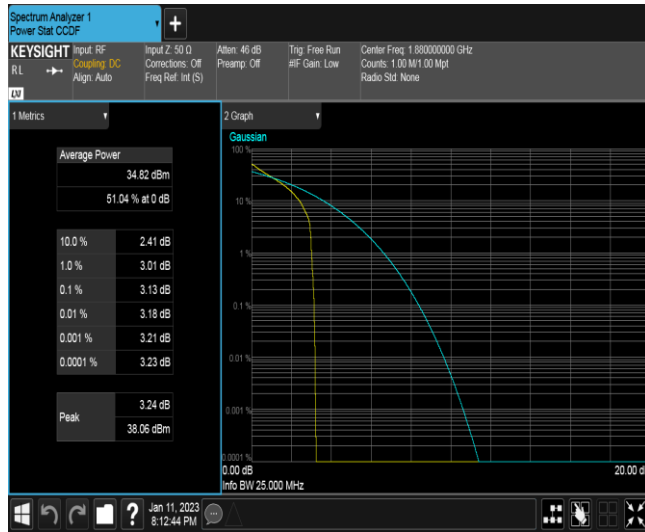 Spectrum Analyzer 1
Power Stat CCDF
+
KEYSIGHT
RL
LXI
Input: RF
Coupling: DC
Align: Auto
Input Z: 50 Ω
Corrections: Off
Freq Ref: Int (S)
Atten: 46 dB
Preamp: Off
Trig: Free Run
#IF Gain: Low
Center Freq: 1.880000000 GHz
Counts: 1.00 M/1.00 Mpt
Radio Std: None
1 Metrics
Average Power
34.82 dBm
51.04 % at 0 dB
10.0 % 2.41 dB
1.0 % 3.01 dB
0.1 % 3.13 dB
0.01 % 3.18 dB
0.001 % 3.21 dB
0.0001 % 3.23 dB
Peak
3.24 dB
38.06 dBm
2 Graph
Gaussian
100 %
10 %
1 %
0.1 %
0.01 %
0.001 %
0.0001 %
0.00 dB
20.00 d
Info BW 25.000 MHz
?
Jan 11, 2023
8:12:44 PM